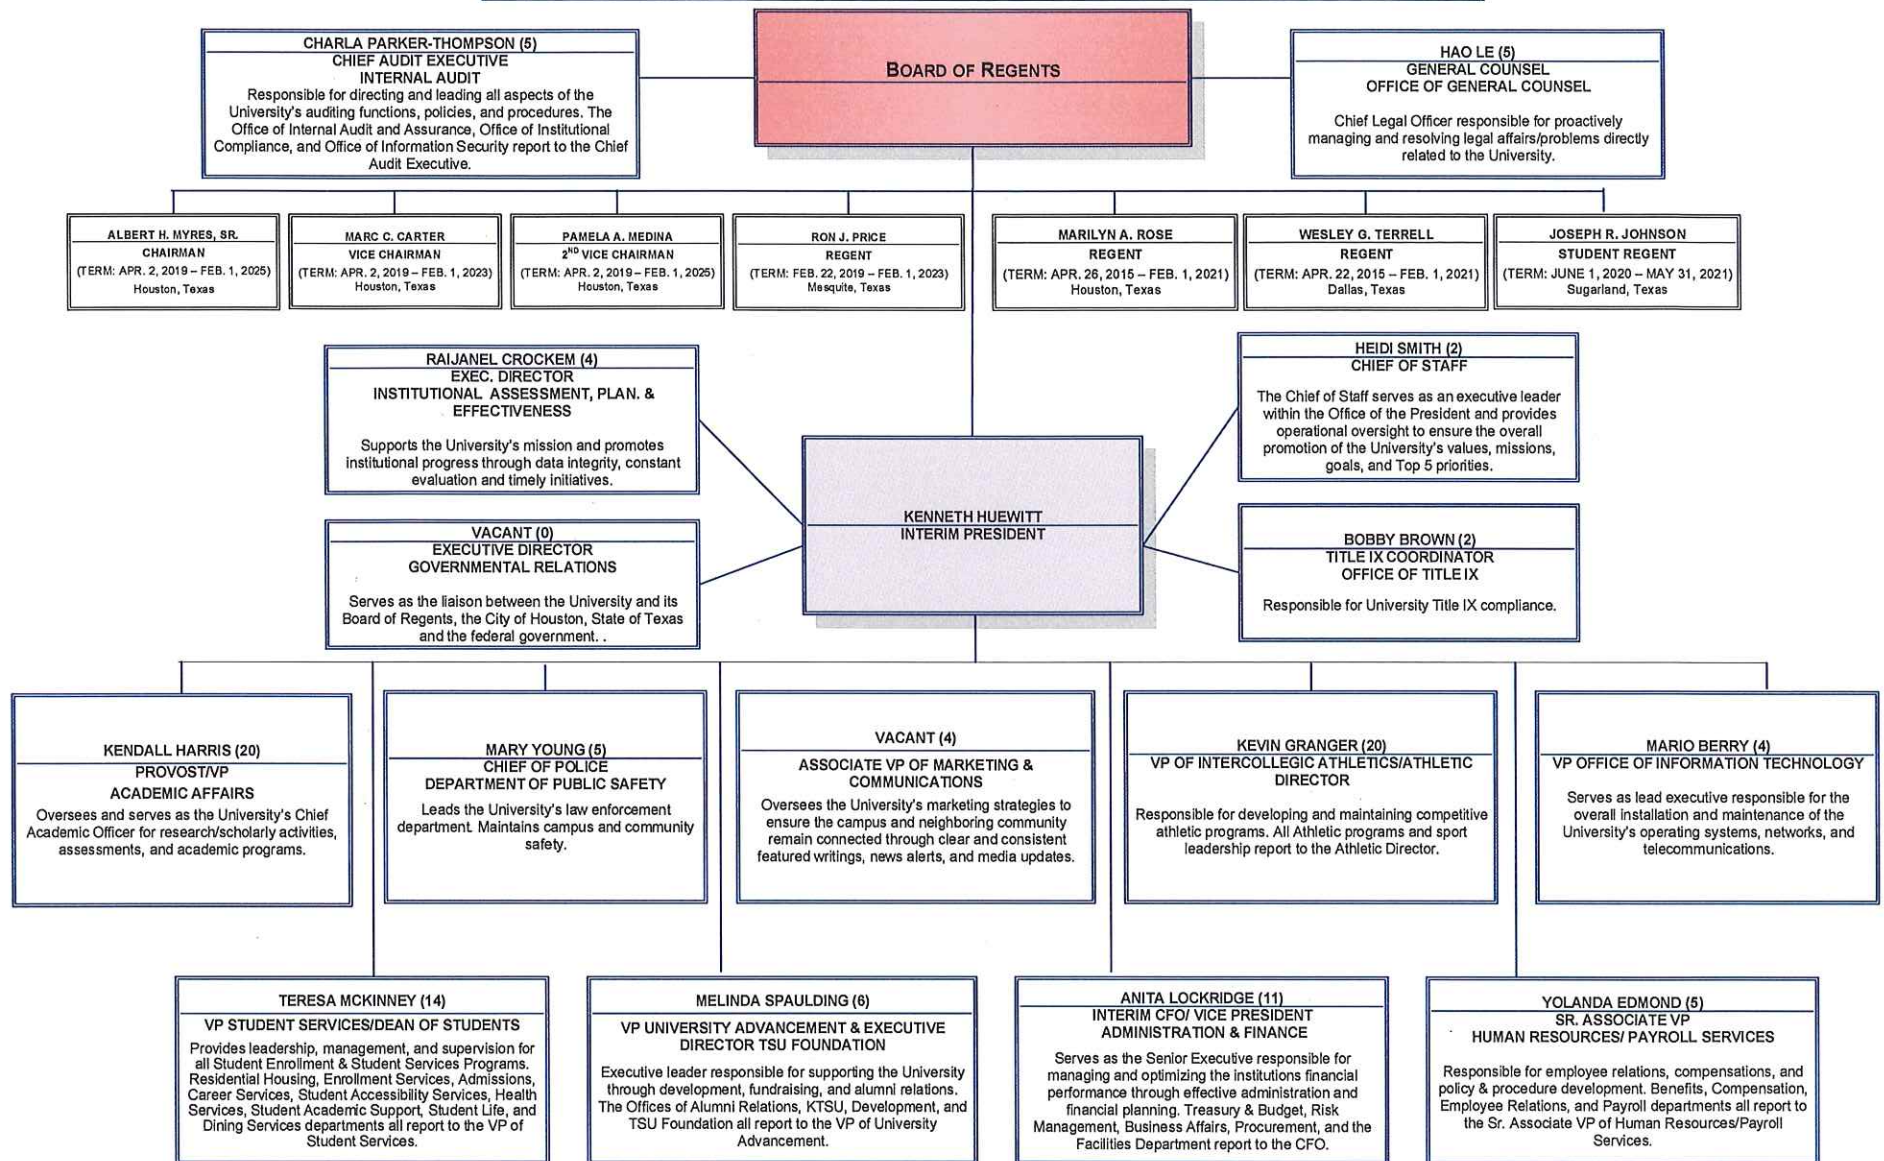 CHARLA PARKER-THOMPSON (5)
CHIEF AUDIT EXECUTIVE
INTERNAL AUDIT
Responsible for directing and leading all aspects of the
University's auditing functions, policies, and procedures. The
Office of Internal Audit and Assurance, Office of Institutional
Compliance, and Office of Information Security report to the Chief
Audit Executive.
BOARD OF REGENTS
HAO LE (5)
GENERAL COUNSEL
OFFICE OF GENERAL COUNSEL
Chief Legal Officer responsible for proactively
managing and resolving legal affairs/problems directly
related to the University.
ALBERT H. MYRES, SR.
CHAIRMAN
(TERM: APR. 2, 2019 – FEB. 1, 2025)
Houston, Texas
MARC C. CARTER
VICE CHAIRMAN
(TERM: APR. 2, 2019 – FEB. 1, 2023)
Houston, Texas
PAMELA A. MEDINA
2ND VICE CHAIRMAN
(TERM: APR. 2, 2019 – FEB. 1, 2025)
Houston, Texas
RON J. PRICE
REGENT
(TERM: FEB. 22, 2019 – FEB. 1, 2023)
Mesquite, Texas
MARILYN A. ROSE
REGENT
(TERM: APR. 26, 2015 – FEB. 1, 2021)
Houston, Texas
WESLEY G. TERRELL
REGENT
(TERM: APR. 22, 2015 – FEB. 1, 2021)
Dallas, Texas
JOSEPH R. JOHNSON
STUDENT REGENT
(TERM: JUNE 1, 2020 – MAY 31, 2021)
Sugarland, Texas
RAIJANEL CROCKEM (4)
EXEC. DIRECTOR
INSTITUTIONAL ASSESSMENT, PLAN. &
EFFECTIVENESS
Supports the University's mission and promotes
institutional progress through data integrity, constant
evaluation and timely initiatives.
HEIDI SMITH (2)
CHIEF OF STAFF
The Chief of Staff serves as an executive leader
within the Office of the President and provides
operational oversight to ensure the overall
promotion of the University's values, missions,
goals, and Top 5 priorities.
KENNETH HUEWITT
INTERIM PRESIDENT
VACANT (0)
EXECUTIVE DIRECTOR
GOVERNMENTAL RELATIONS
Serves as the liaison between the University and its
Board of Regents, the City of Houston, State of Texas
and the federal government. .
BOBBY BROWN (2)
TITLE IX COORDINATOR
OFFICE OF TITLE IX
Responsible for University Title IX compliance.
KENDALL HARRIS (20)
PROVOST/VP
ACADEMIC AFFAIRS
Oversees and serves as the University's Chief
Academic Officer for research/scholarly activities,
assessments, and academic programs.
MARY YOUNG (5)
CHIEF OF POLICE
DEPARTMENT OF PUBLIC SAFETY
Leads the University's law enforcement
department. Maintains campus and community
safety.
VACANT (4)
ASSOCIATE VP OF MARKETING &
COMMUNICATIONS
Oversees the University's marketing strategies to
ensure the campus and neighboring community
remain connected through clear and consistent
featured writings, news alerts, and media updates.
KEVIN GRANGER (20)
VP OF INTERCOLLEGIC ATHLETICS/ATHLETIC
DIRECTOR
Responsible for developing and maintaining competitive
athletic programs. All Athletic programs and sport
leadership report to the Athletic Director.
MARIO BERRY (4)
VP OFFICE OF INFORMATION TECHNOLOGY
Serves as lead executive responsible for the
overall installation and maintenance of the
University's operating systems, networks, and
telecommunications.
TERESA MCKINNEY (14)
VP STUDENT SERVICES/DEAN OF STUDENTS
Provides leadership, management, and supervision for
all Student Enrollment & Student Services Programs.
Residential Housing, Enrollment Services, Admissions,
Career Services, Student Accessibility Services, Health
Services, Student Academic Support, Student Life, and
Dining Services departments all report to the VP of
Student Services.
MELINDA SPAULDING (6)
VP UNIVERSITY ADVANCEMENT & EXECUTIVE
DIRECTOR TSU FOUNDATION
Executive leader responsible for supporting the University
through development, fundraising, and alumni relations.
The Offices of Alumni Relations, KTSU, Development, and
TSU Foundation all report to the VP of University
Advancement.
ANITA LOCKRIDGE (11)
INTERIM CFO/ VICE PRESIDENT
ADMINISTRATION & FINANCE
Serves as the Senior Executive responsible for
managing and optimizing the institutions financial
performance through effective administration and
financial planning. Treasury & Budget, Risk
Management, Business Affairs, Procurement, and the
Facilities Department report to the CFO.
YOLANDA EDMOND (5)
SR. ASSOCIATE VP
HUMAN RESOURCES/ PAYROLL SERVICES
Responsible for employee relations, compensations, and
policy & procedure development. Benefits, Compensation,
Employee Relations, and Payroll departments all report to
the Sr. Associate VP of Human Resources/Payroll
Services.